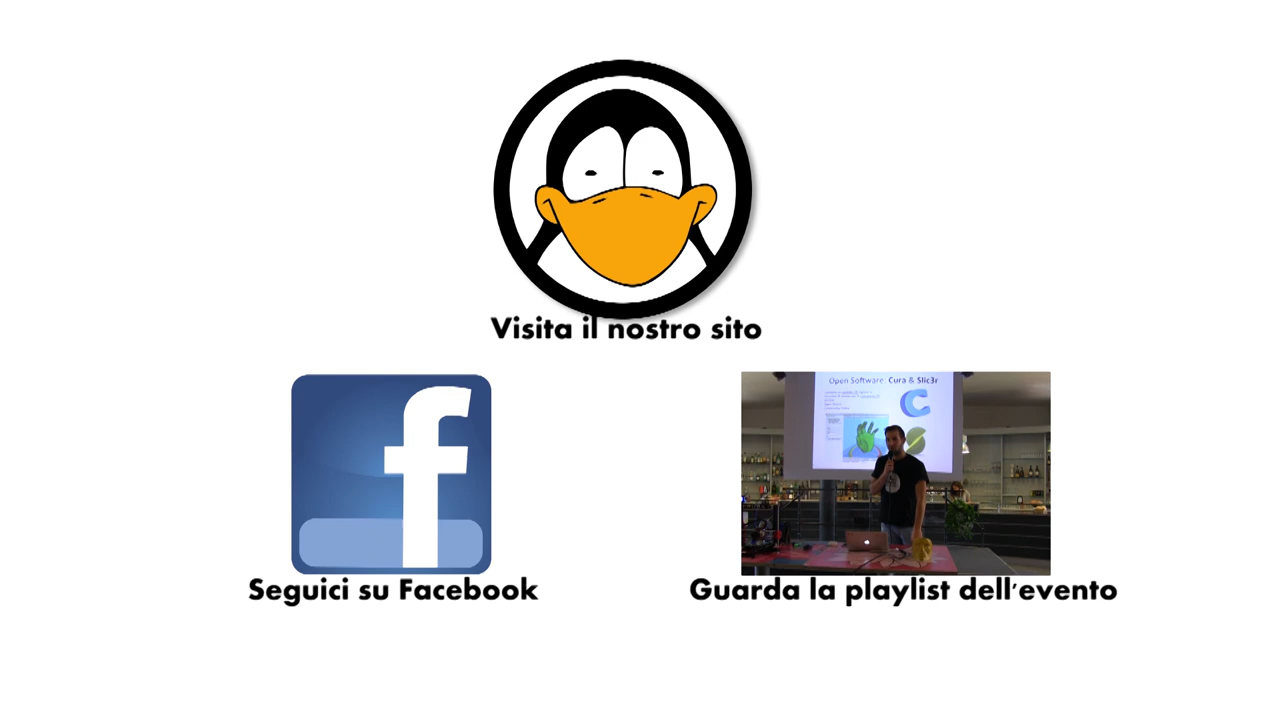 Visita il nostro sito
Open Software: Cura & Slic3r
Seguici su Facebook
Guarda la playlist dell'evento